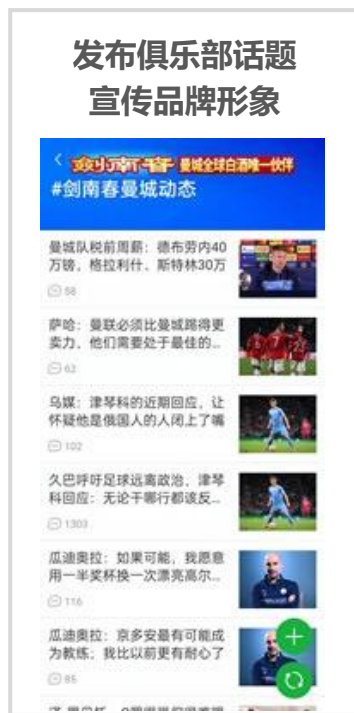 发布俱乐部话题
宣传品牌形象
剑南春 曼城全球白酒唯一伙伴
#剑南春曼城动态
曼城队税前周薪：德布劳内40
万镑，格拉利什、斯特林30万
58
萨哈：曼联必须比曼城踢得更
卖力，他们需要处于最佳的...
62
乌媒：津琴科的近期回应，让
怀疑他是俄国人的人闭上了嘴
102
久巴呼吁足球远离政治，津琴
科回应：无论干哪行都该反...
1303
瓜迪奥拉：如果可能，我愿意
用一半奖杯换一次漂亮高尔...
116
瓜迪奥拉：京多安最有可能成
为教练；我比以前更有耐心了
85